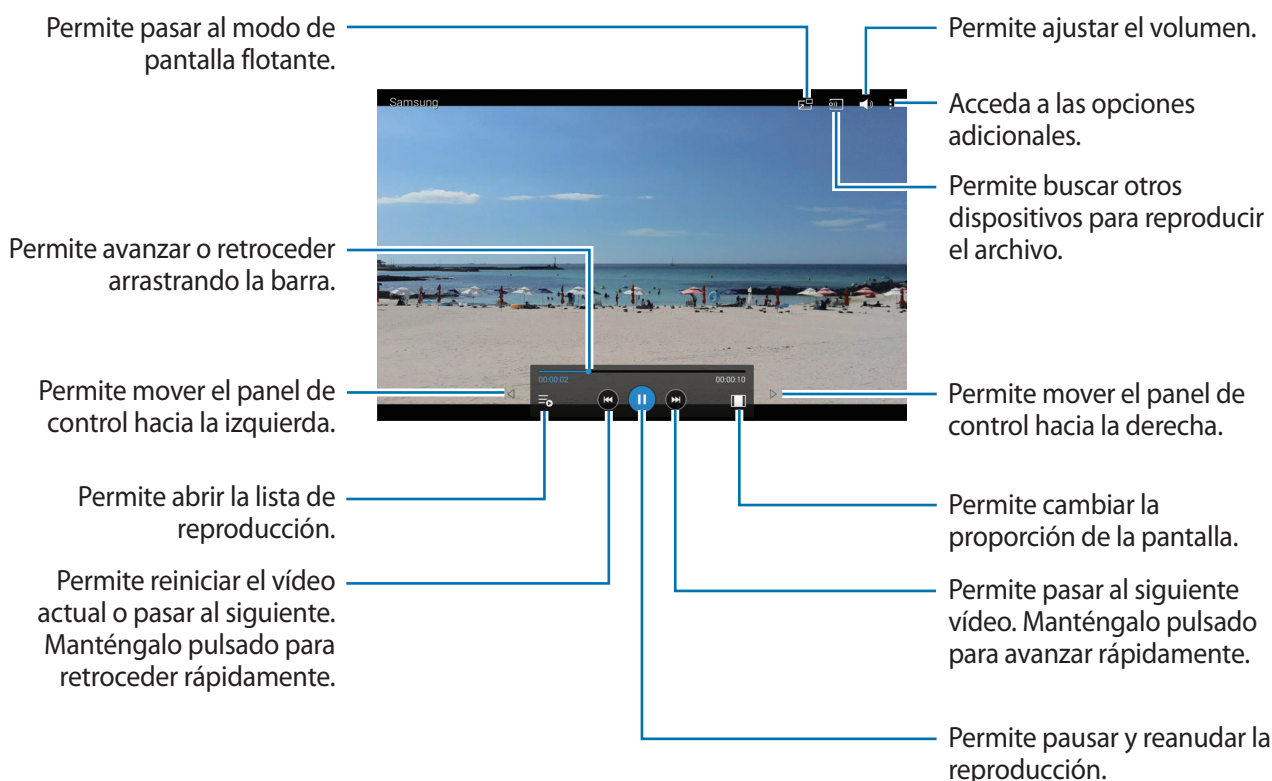 Permite pasar al modo de
pantalla flotante.
Permite ajustar el volumen.
Samsung
Acceda a las opciones
adicionales.
Permite buscar otros
dispositivos para reproducir
el archivo.
Permite avanzar o retroceder
arrastrando la barra.
00:00:02
00:00:10
Permite mover el panel de
control hacia la izquierda.
Permite mover el panel de
control hacia la derecha.
Permite abrir la lista de
reproducción.
Permite cambiar la
proporción de la pantalla.
Permite reiniciar el vídeo
actual o pasar al siguiente.
Manténgalo pulsado para
retroceder rápidamente.
Permite pasar al siguiente
vídeo. Manténgalo pulsado
para avanzar rápidamente.
Permite pausar y reanudar la
reproducción.